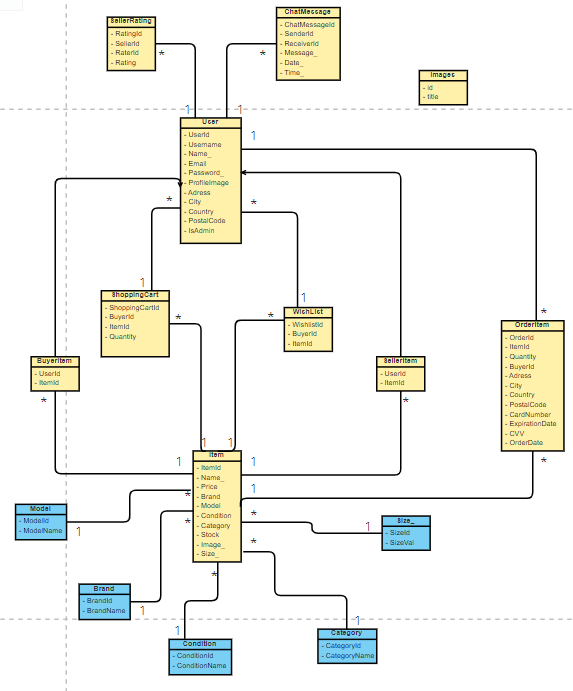 SellerRating
- RatingId
- SellerId
- RaterId
- Rating
ChatMessage
- ChatMessageId
- SenderId
- ReceiverId
- Message_
- Date_
- Time_
Images
- id
- title
*
*
1
1
User
- UserId
- Username
- Name_
- Email
- Password_
- ProfileImage
- Adress
- City
- Country
- PostalCode
- IsAdmin
1
*
*
1
1
*
ShoppingCart
- ShoppingCartId
- BuyerId
- ItemId
- Quantity
*
*
WichList
- WishlistId
- BuyerId
- ItemId
OrderItem
- OrderId
- ItemId
- Quantity
- BuyerId
- Adress
- City
- Country
- PostalCode
- CardNumber
- ExpirationDate
- CVV
- OrderDate
BuyerItem
- UserId
- ItemId
SellerItem
- UserId
- ItemId
*
*
1
1
*
1
1
1
Item
- ItemId
- Name_
- Price
- Brand
- Model
- Condition
- Category
- Stock
- Image_
- Size_
*
*
*
*
*
Model
- ModelId
- ModelName
1
Size_
- SizeId
- SizeVal
1
Brand
- BrandId
- BrandName
1
1
Condition
- ConditionId
- ConditionName
1
Category
- CategoryId
- CategoryName